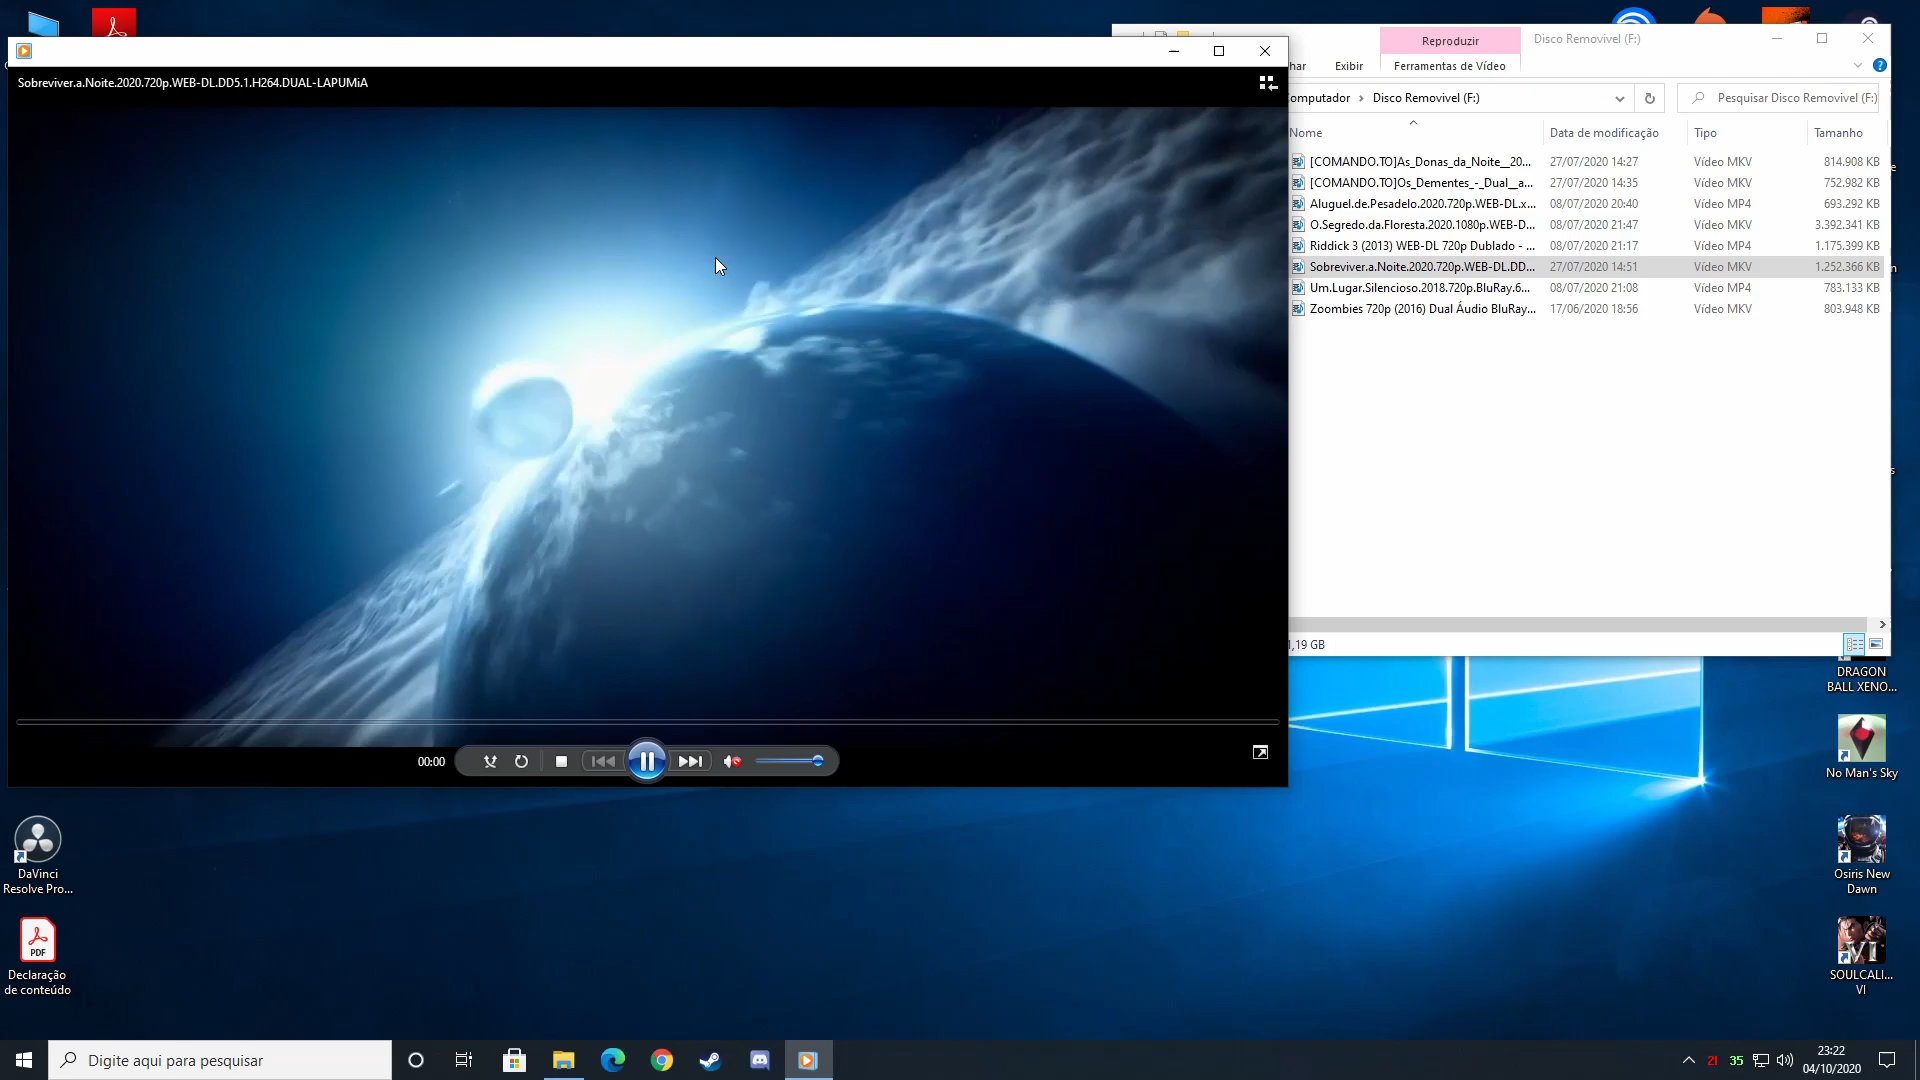 Sobreviver.a.Noite.2020.720p.WEB-DL.DD5.1.H264.DUAL-LAPUMiA
00:00
Reproduzir
Disco Removivel (F:)
har
Exibir
Ferramentas de Vídeo
omputador > Disco Removivel (F:)
Pesquisar Disco Removivel (F:)
Nome Data de modificação Tipo Tamanho
[COMANDO.TO]As_Donas_da_Noite__20... 27/07/2020 14:27 Vídeo MKV 814.908 KB
[COMANDO.TO]Os_Dementes_-_Dual__a... 27/07/2020 14:35 Vídeo MKV 752.982 KB
Aluguel.de.Pesadelo.2020.720p.WEB-DL.x... 08/07/2020 20:40 Vídeo MP4 693.292 KB
O.Segredo.da.Floresta.2020.1080p.WEB-D... 08/07/2020 21:47 Vídeo MKV 3.392.341 KB
Riddick 3 (2013) WEB-DL 720p Dublado - ... 08/07/2020 21:17 Vídeo MP4 1.175.399 KB
Sobreviver.a.Noite.2020.720p.WEB-DL.DD... 27/07/2020 14:51 Vídeo MKV 1.252.366 KB
Um.Lugar.Silencioso.2018.720p.BluRay.6... 08/07/2020 21:08 Vídeo MP4 783.133 KB
Zoombies 720p (2016) Dual Áudio BluRay... 17/06/2020 18:56 Vídeo MKV 803.948 KB
1,19 GB
DRAGON
BALL XENO...
No Man's Sky
Osiris New
Dawn
VI
SOULCALI...
VI
DaVinci
Resolve Pro...
PDF
Declaração
de conteúdo
Digite aqui para pesquisar
21 35
23:22
04/10/2020